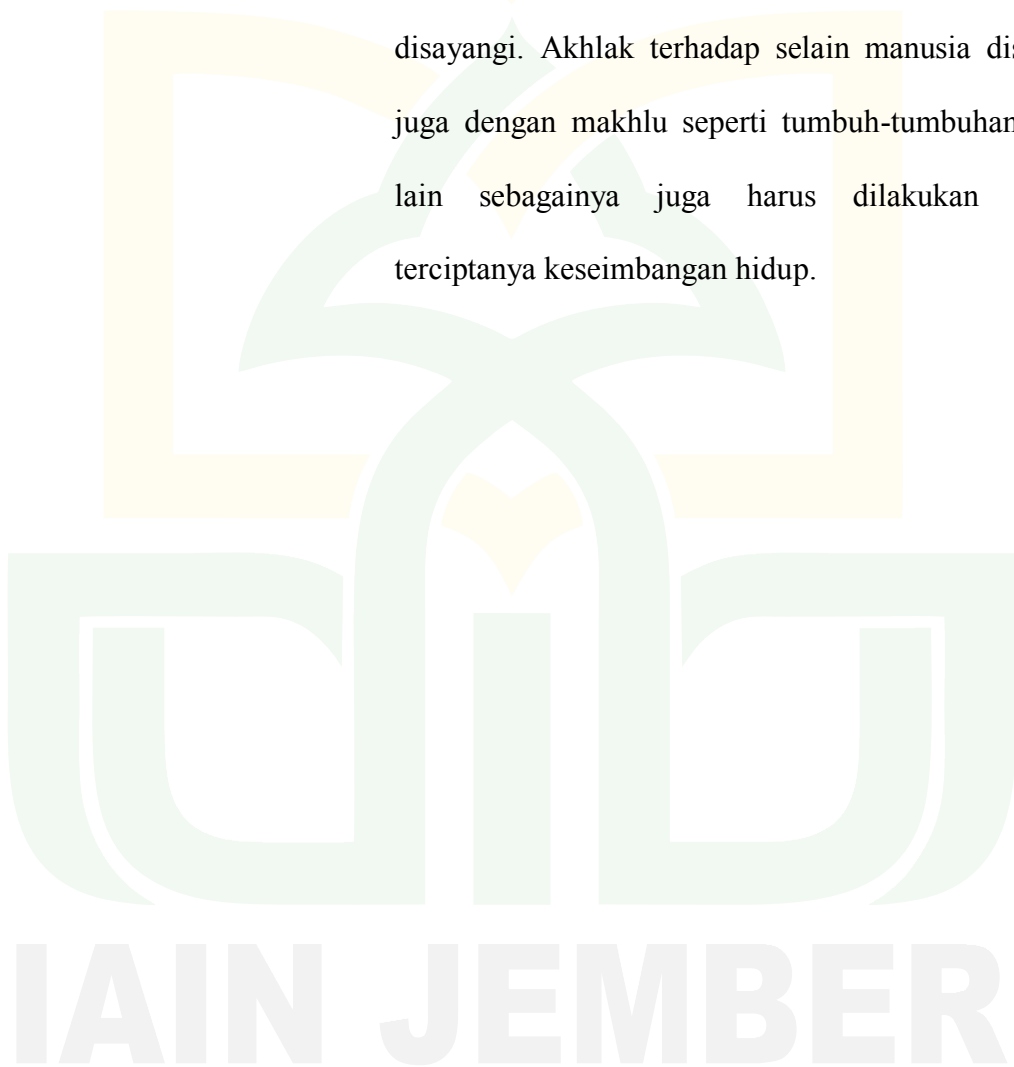 disayangi. Akhlak terhadap selain manusia
juga dengan makhlu seperti tumbuh-tumbuhan
lain sebagainya juga harus dilakukan
terciptanya keseimbangan hidup.
IAIN JEMBER